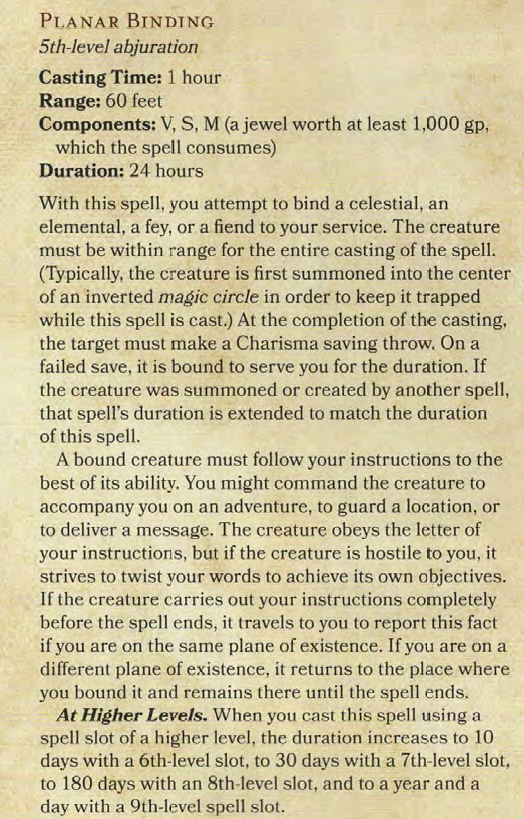 PLANAR BINDING
5th-level abjuration
Casting Time: 1 hour
Range: 60 feet
Components: V, S, M (a jewel worth at least 1,000 gp,
which the spell consumes)
Duration: 24 hours
With this spell, you attempt to bind a celestial, an
elemental, a fey, or a fiend to your service. The creature
must be within range for the entire casting of the spell.
(Typically, the creature is first summoned into the center
of an inverted magic circle in order to keep it trapped
while this spell is cast.) At the completion of the casting,
the target must make a Charisma saving throw. On a
failed save, it is bound to serve you for the duration. If
the creature was summoned or created by another spell,
that spell's duration is extended to match the duration
of this spell.
A bound creature must follow your instructions to the
best of its ability. You might command the creature to
accompany you on an adventure, to guard a location, or
to deliver a message. The creature obeys the letter of
your instructions, but if the creature is hostile to you, it
strives to twist your words to achieve its own objectives.
If the creature carries out your instructions completely
before the spell ends, it travels to you to report this fact
if you are on the same plane of existence. If you are on a
different plane of existence, it returns to the place where
you bound it and remains there until the spell ends.
At Higher Levels. When you cast this spell using a
spell slot of a higher level, the duration increases to 10
days with a 6th-level slot, to 30 days with a 7th-level slot,
to 180 days with an 8th-level slot, and to a year and a
day with a 9th-level spell slot.